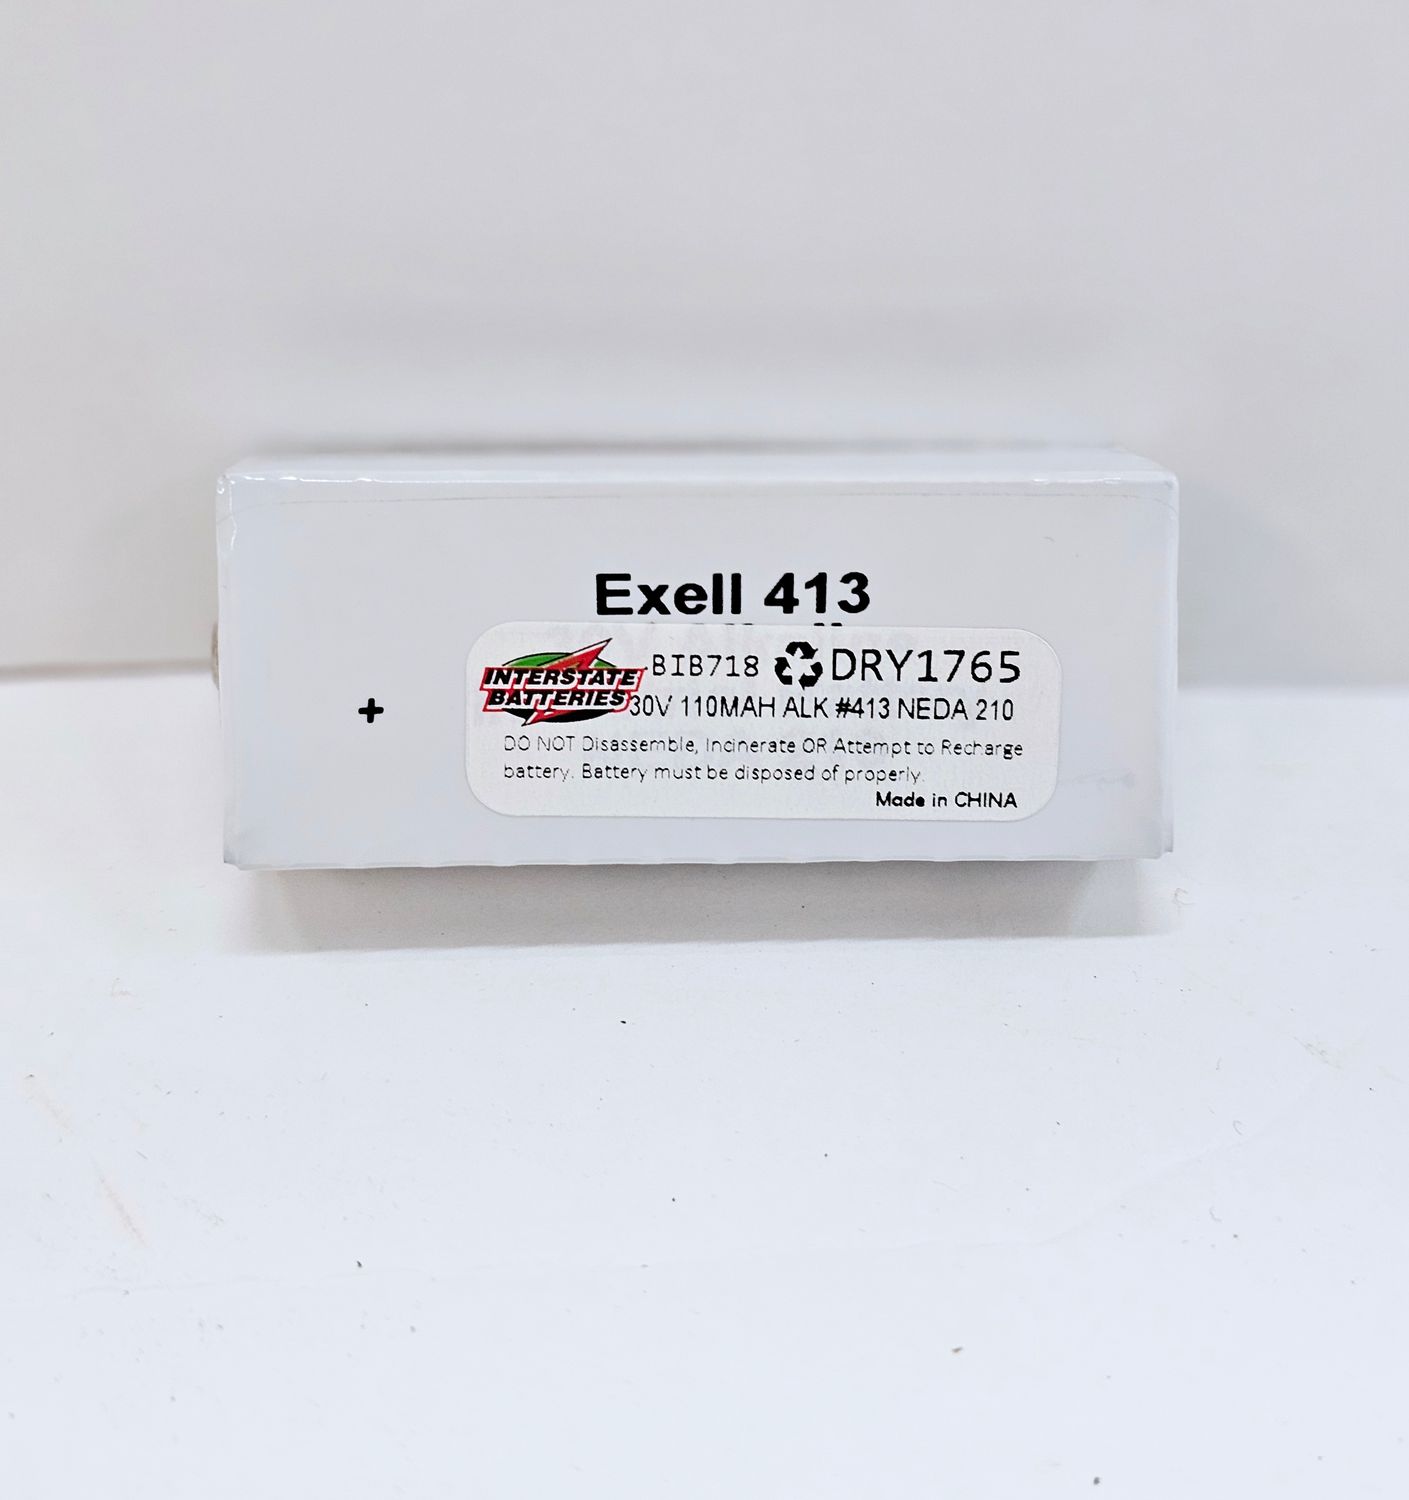 Exell 413
INTERSTATE BATTERIES BIB718 DRY1765
30V 110MAH ALK #413 NEDA 210
DO NOT Disassemble, Incinerate OR Attempt to Recharge
battery. Battery must be disposed of properly.
Made in CHINA
+